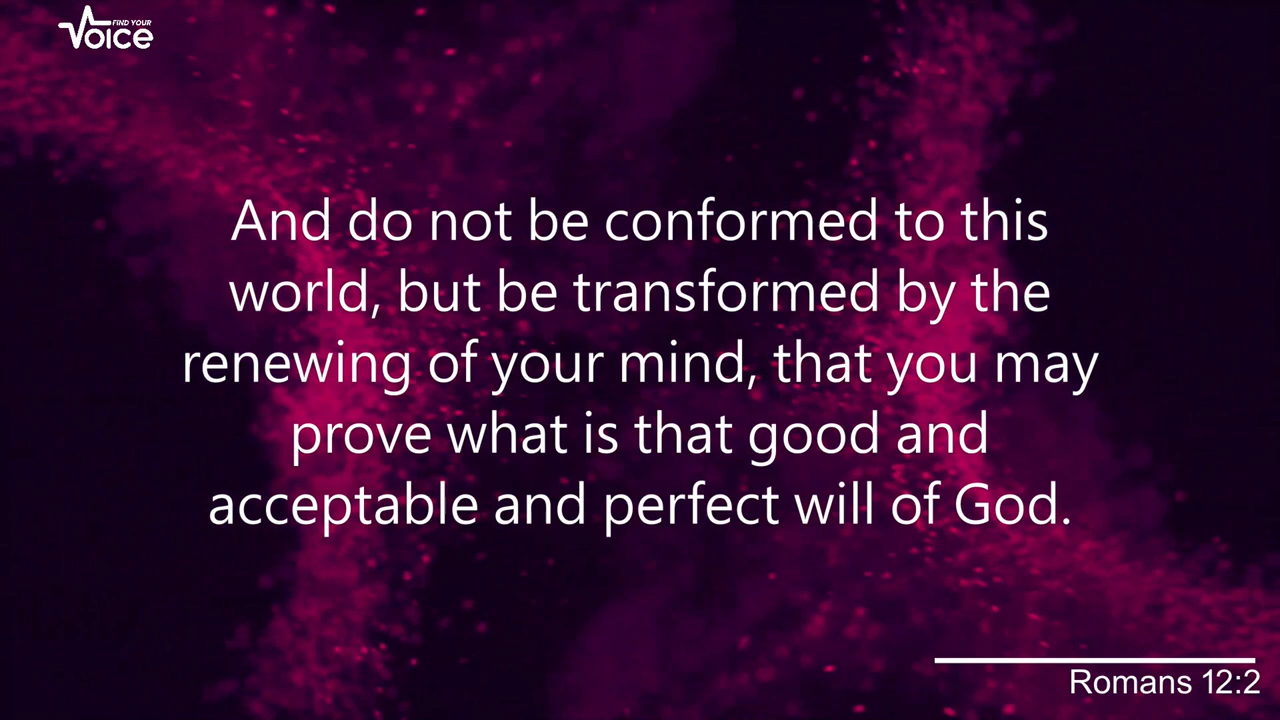 FIND YOUR
Voice
And do not be conformed to this
world, but be transformed by the
renewing of your mind, that you may
prove what is that good and
acceptable and perfect will of God.
Romans 12:2